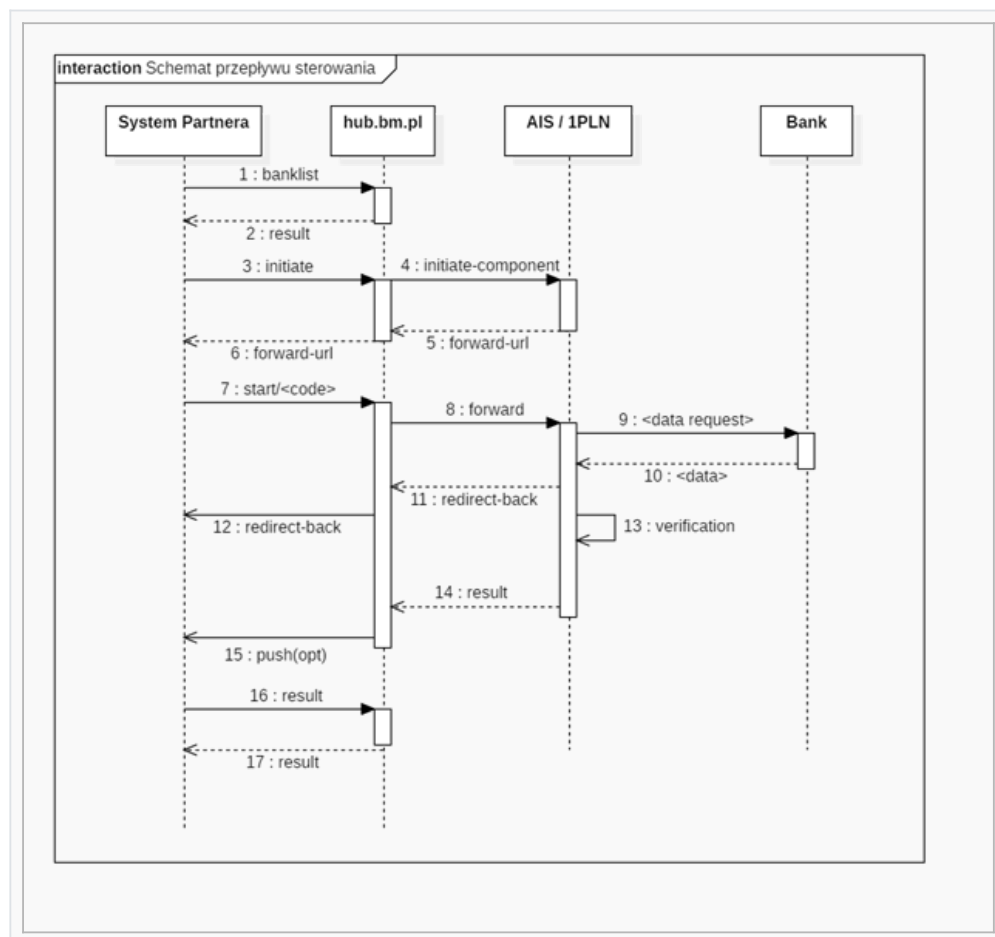 interaction Schemat przepływu sterowania
System Partnera
hub.bm.pl
AIS / 1PLN
Bank
1 : banklist
2 : result
3 : initiate
4 : initiate-component
5 : forward-url
6 : forward-url
7 : start/<code>
8 : forward
9 : <data request>
10 : <data>
11 : redirect-back
12 : redirect-back
13 : verification
14 : result
15 : push(opt)
16 : result
17 : result